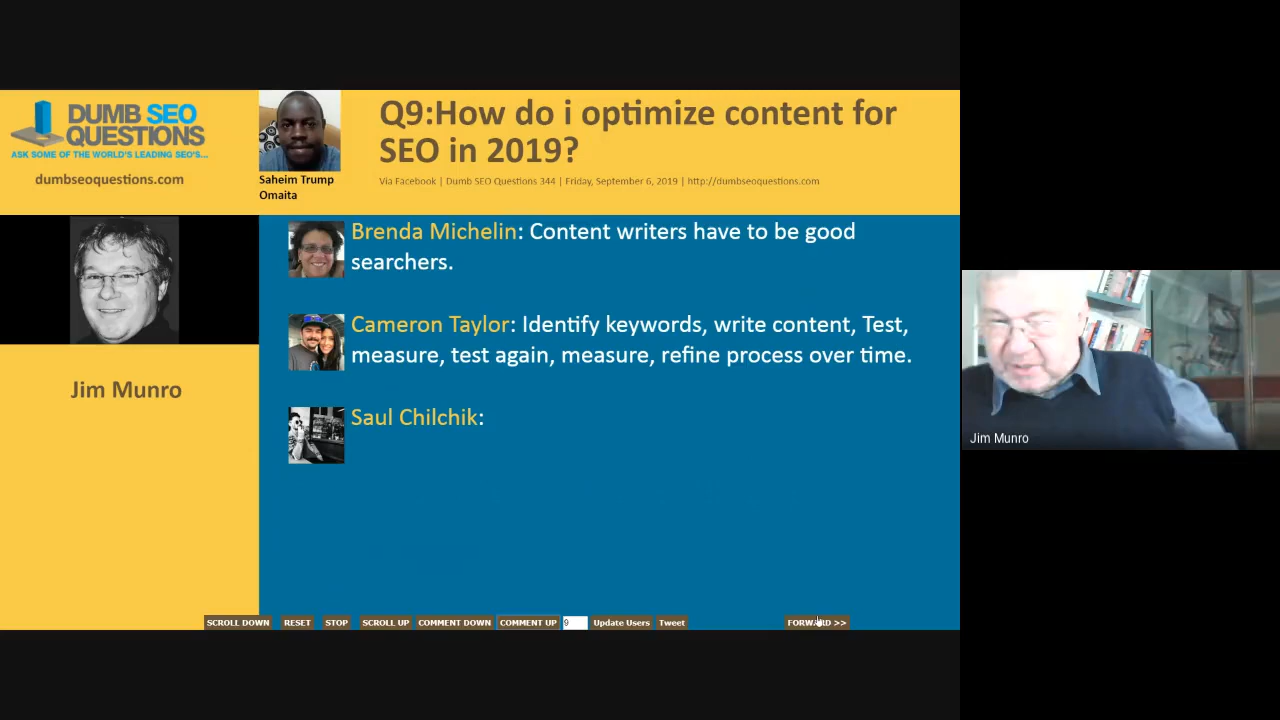 DUMB SEO
QUESTIONS
ASK SOME OF THE WORLD'S LEADING SEO'S...
dumbseoquestions.com
Saheim Trump
Omaita
Q9:How do i optimize content for
SEO in 2019?
Via Facebook | Dumb SEO Questions 344 | Friday, September 6, 2019 | http://dumbseoquestions.com
Jim Munro
Brenda Michelin: Content writers have to be good
searchers.
Cameron Taylor: Identify keywords, write content, Test,
measure, test again, measure, refine process over time.
Saul Chilchik:
Jim Munro
SCROLL DOWN RESET STOP SCROLL UP COMMENT DOWN COMMENT UP 9 Update Users Tweet FORWARD >>